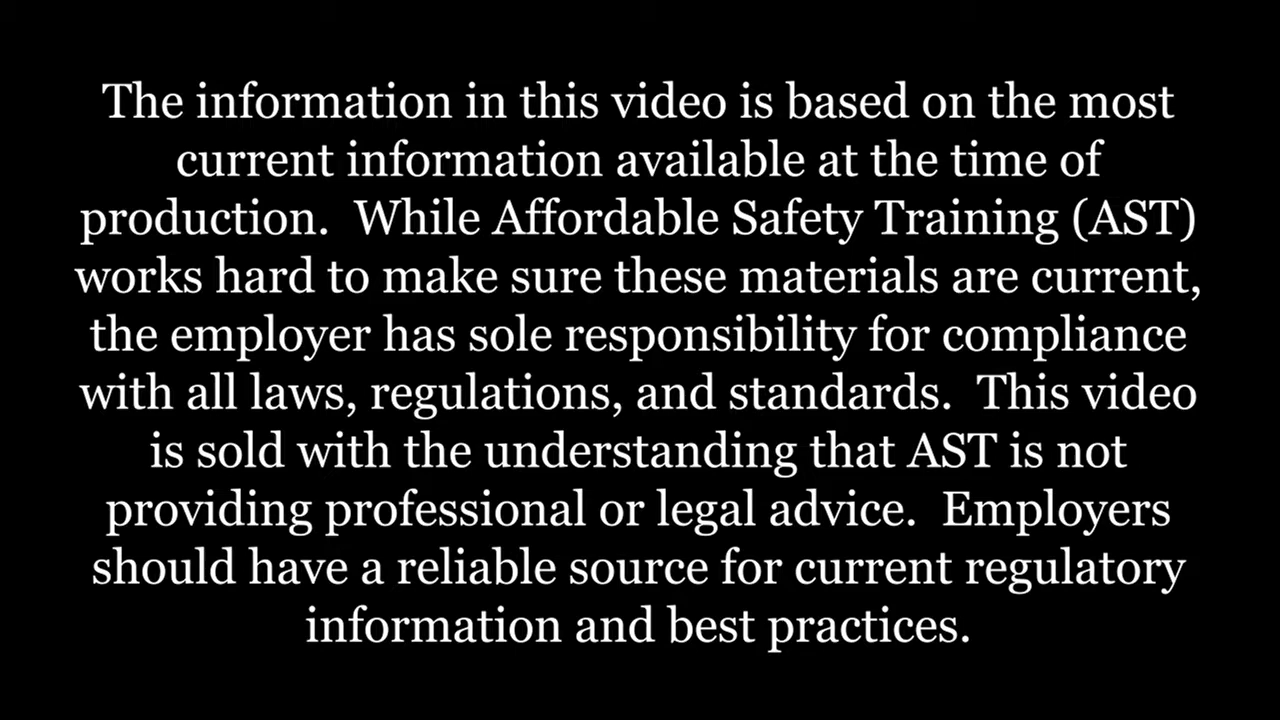 The information in this video is based on the most
current information available at the time of
production.  While Affordable Safety Training (AST)
works hard to make sure these materials are current,
the employer has sole responsibility for compliance
with all laws, regulations, and standards.  This video
is sold with the understanding that AST is not
providing professional or legal advice.  Employers
should have a reliable source for current regulatory
information and best practices.